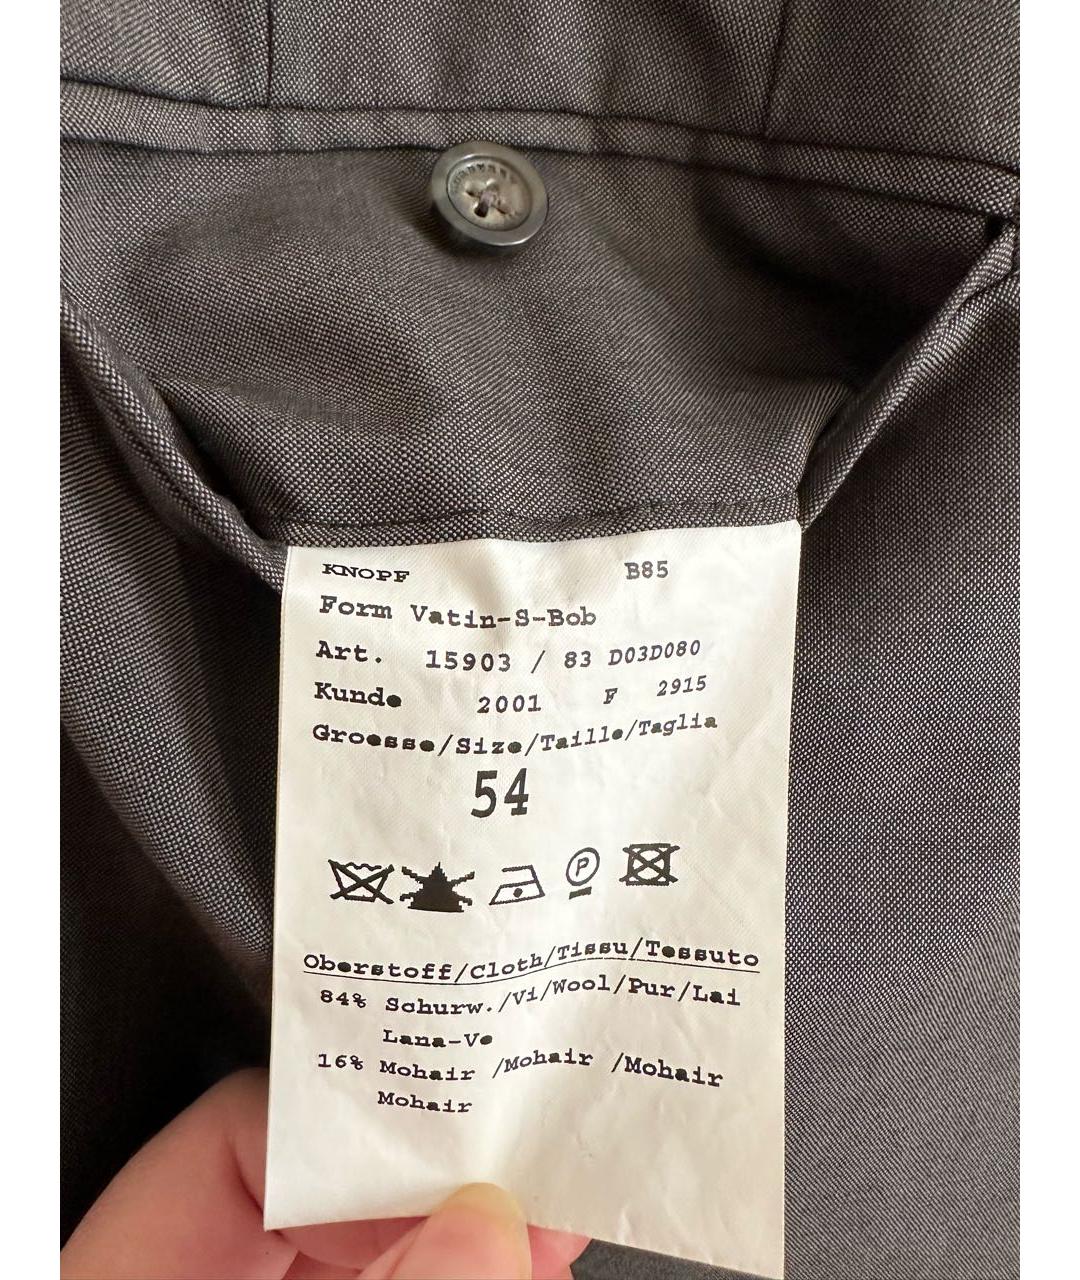 KNOPF B85
Form Vatin-S-Bob
Art. 15903 / 83 D03D080
Kunde 2001 F 2915
Groesse/Size/Taille/Taglia
54
P
Oberstoff/Cloth/Tissu/Tessuto
84% Schurw./Vi/Wool/Pur/Lai
Lana-Ve
16% Mohair /Mohair /Mohair
Mohair